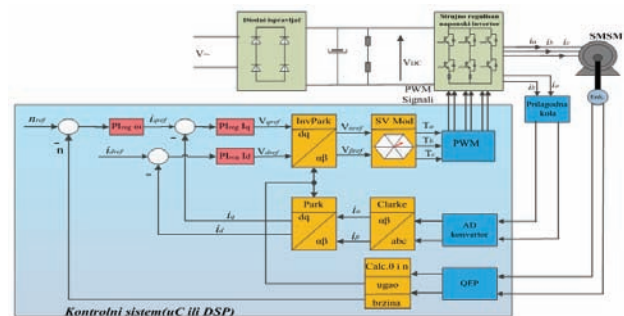 Diodni ispravljač
Strujno regulisan
naponski invertor
SMSM
V~
VDC
PWM
Signali
ia
ib
ic
ib
ia
Enk.
Prilagodna
kola
nref
PIreg ω
iqref
PIreg Iq
Vqref
InvPark
dq
αβ
Vαref
SV Mod
Ta
Tb
Tc
PWM
n
idref
PIreg Id
Vdref
Vβref
iq
id
Park
dq
αβ
iα
iβ
Clarke
αβ
abc
AD
konvertor
Calc.θ i n
ugao
brzina
QEP
Kontrolni sistem(uC ili DSP)